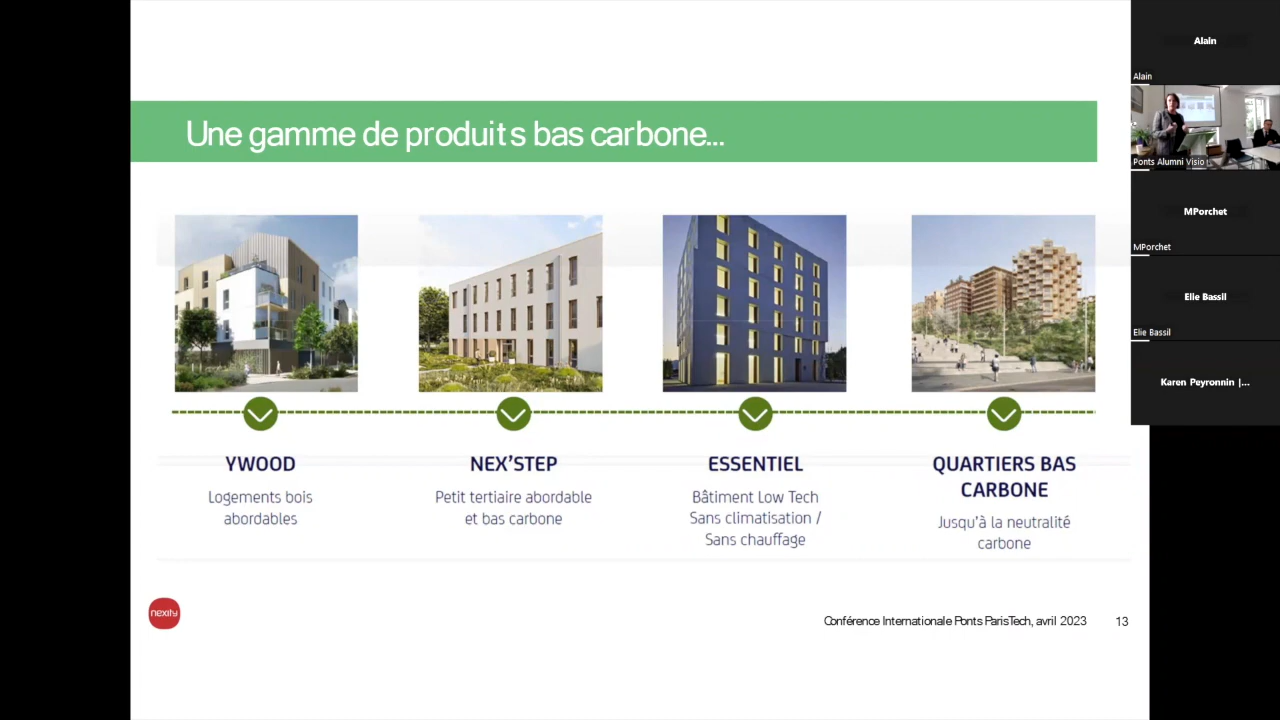 Une gamme de produits bas carbone...
YWOOD
Logements bois
abordables
NEX'STEP
Petit tertiaire abordable
et bas carbone
ESSENTIEL
Bâtiment Low Tech
Sans climatisation /
Sans chauffage
QUARTIERS BAS
CARBONE
Jusqu'à la neutralité
carbone
nexity
Conférence Internationale Ponts ParisTech, avril 2023
13
Alain
Alain
Ponts Alumni Visio
MPorchet
MPorchet
Elie Bassil
Elie Bassil
Karen Peyronnin |...